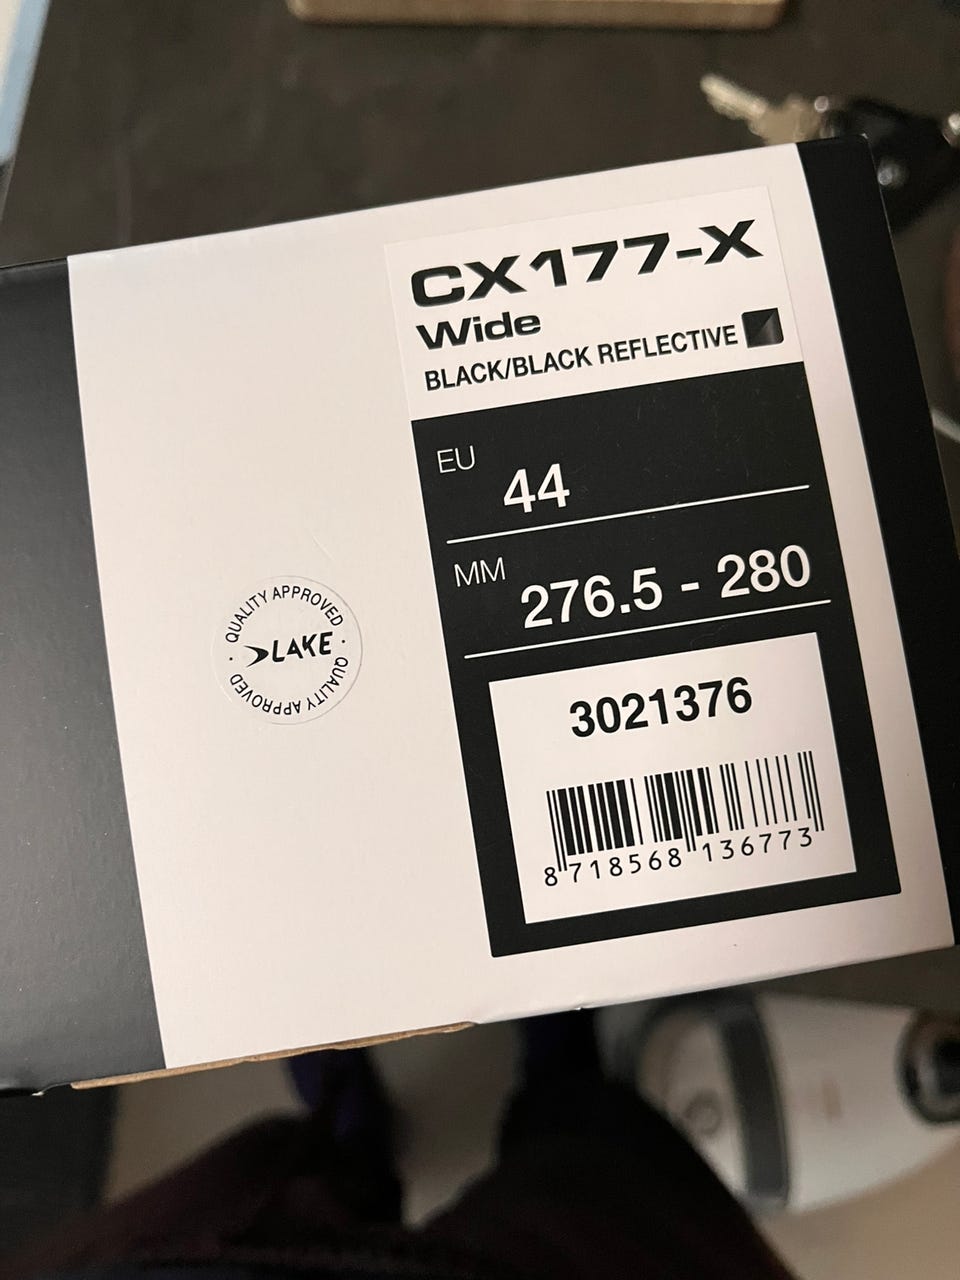 CX177-X
Wide
BLACK/BLACK REFLECTIVE
EU
44
MM
276.5 - 280
3021376
8 718568 136773
QUALITY APPROVED
LAKE
QUALITY APPROVED